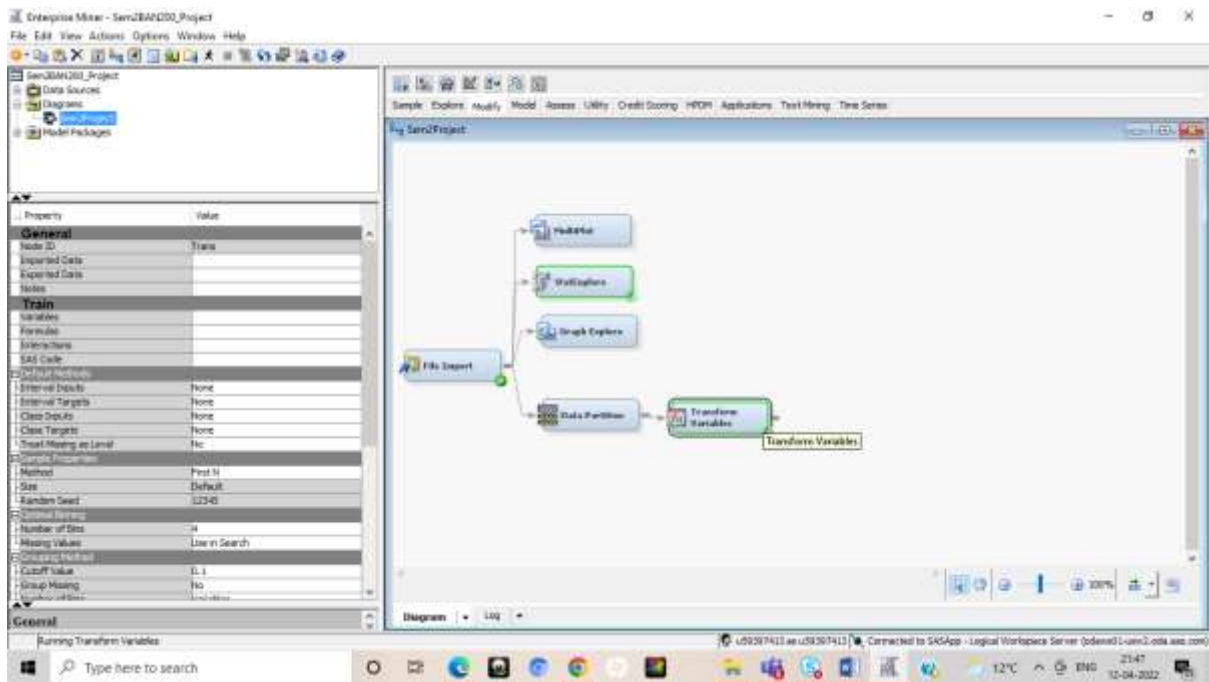 Enterprise Miner - Sem2BAN200_Project
File Edit View Actions Options Window Help
Sem2BAN200_Project
Data Sources
Diagrams
Sem2Project
Model Packages
Property Value
General
Node ID Trans
Imported Data
Exported Data
Notes
Train
Variables
Formulas
Interactions
SAS Code
Default Methods
Interval Inputs None
Interval Targets None
Class Inputs None
Class Targets None
Treat Missing as Level No
Sample Properties
Method First N
Size Default
Random Seed 12345
Optimal Binning
Number of Bins 4
Missing Values Use in Search
Grouping Method
Cutoff Value 0.1
Group Missing No
General
Running Transform Variables
Sample Explore Modify Model Assess Utility Credit Scoring HPDM Applications Text Mining Time Series
Sem2Project
MultiPlot
StatExplore
Graph Explore
File Import
Data Partition
Transform Variables
Transform Variables
100%
Diagram Log
Connected to SASApp - Logical Workspace Server
Type here to search
12°C
ENG
21:47
12-04-2022